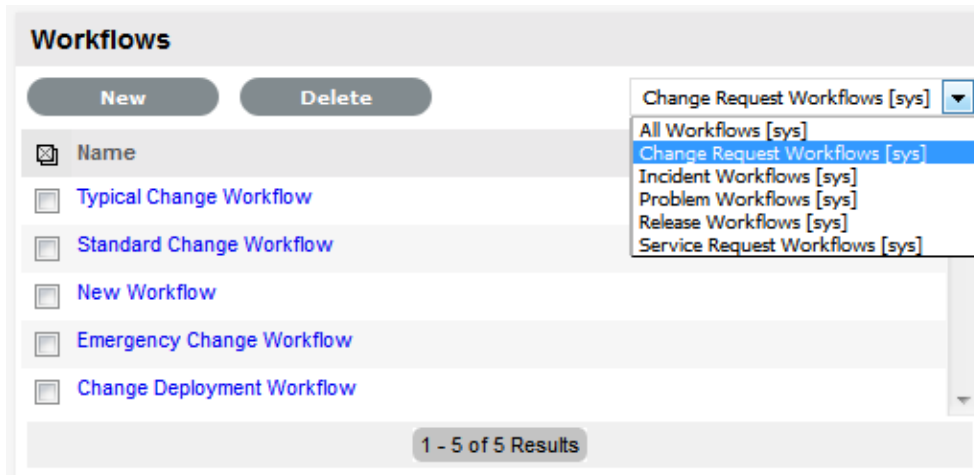 Workflows
New Delete Change Request Workflows [sys]
All Workflows [sys]
Name Change Request Workflows [sys]
Incident Workflows [sys]
Typical Change Workflow Problem Workflows [sys]
Release Workflows [sys]
Standard Change Workflow Service Request Workflows [sys]
New Workflow
Emergency Change Workflow
Change Deployment Workflow
1 - 5 of 5 Results